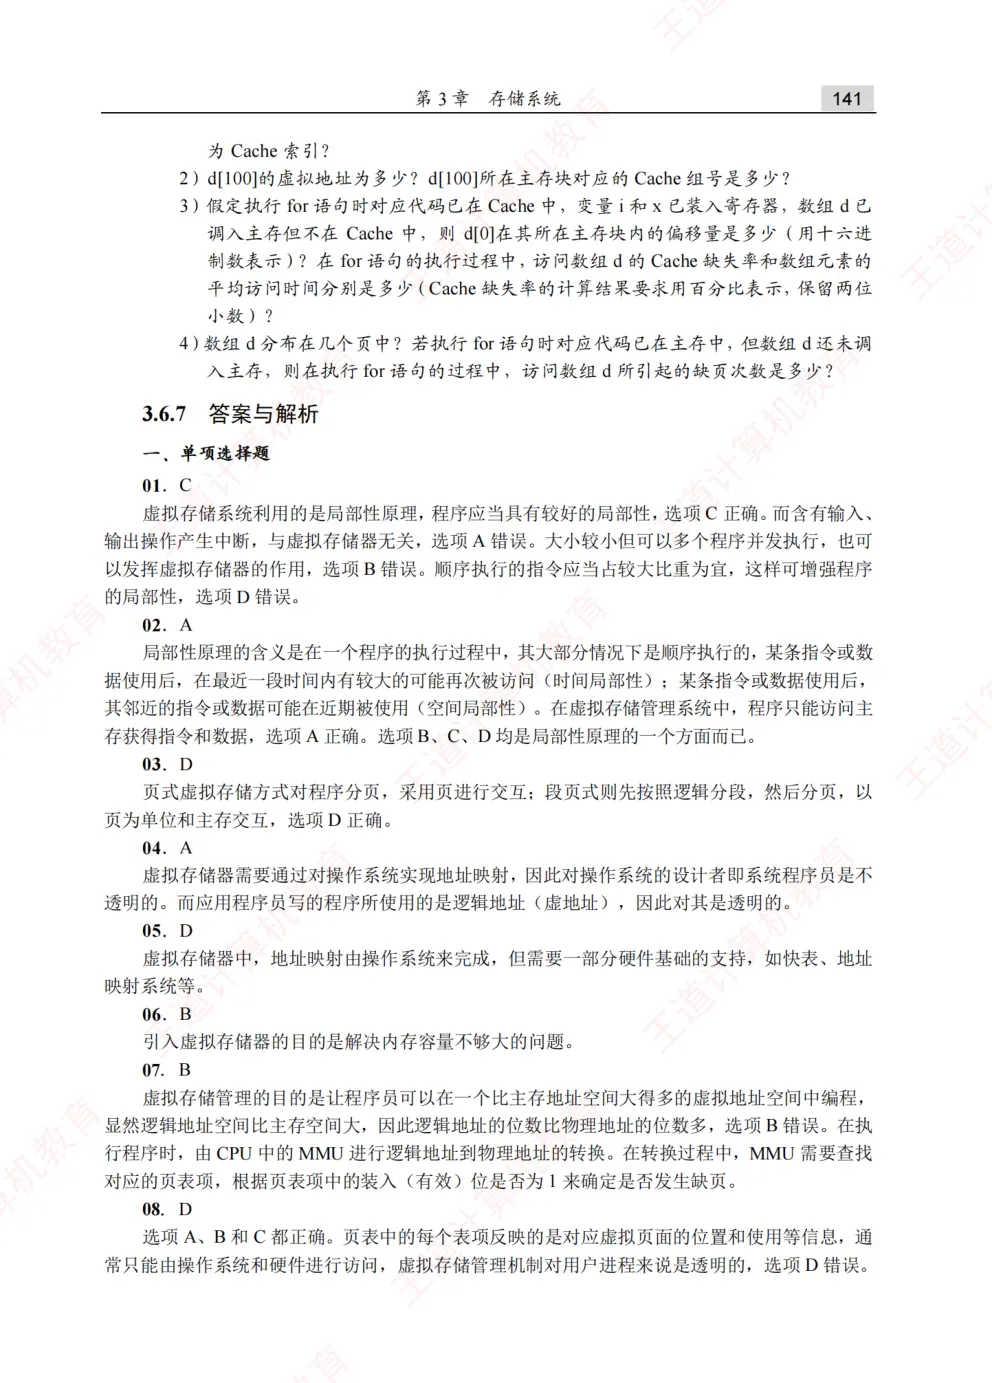 第 3 章 存储系统
141
为 Cache 索引？
2）d[100]的虚拟地址为多少？d[100]所在主存块对应的 Cache 组号是多少？
3）假定执行 for 语句时对应代码已在 Cache 中，变量 i 和 x 已装入寄存器，数组 d 已
调入主存但不在 Cache 中，则 d[0]在其所在主存块内的偏移量是多少（用十六进
制数表示）？在 for 语句的执行过程中，访问数组 d 的 Cache 缺失率和数组元素的
平均访问时间分别是多少（Cache 缺失率的计算结果要求用百分比表示，保留两位
小数）？
4）数组 d 分布在几个页中？若执行 for 语句时对应代码已在主存中，但数组 d 还未调
入主存，则在执行 for 语句的过程中，访问数组 d 所引起的缺页次数是多少？
3.6.7 答案与解析
一、单项选择题
01．C
虚拟存储系统利用的是局部性原理，程序应当具有较好的局部性，选项 C 正确。而含有输入、
输出操作产生中断，与虚拟存储器无关，选项 A 错误。大小较小但可以多个程序并发执行，也可
以发挥虚拟存储器的作用，选项 B 错误。顺序执行的指令应当占较大比重为宜，这样可增强程序
的局部性，选项 D 错误。
02．A
局部性原理的含义是在一个程序的执行过程中，其大部分情况下是顺序执行的，某条指令或数
据使用后，在最近一段时间内有较大的可能再次被访问（时间局部性）；某条指令或数据使用后，
其邻近的指令或数据可能在近期被使用（空间局部性）。在虚拟存储管理系统中，程序只能访问主
存获得指令和数据，选项 A 正确。选项 B、C、D 均是局部性原理的一个方面而已。
03．D
页式虚拟存储方式对程序分页，采用页进行交互；段页式则先按照逻辑分段，然后分页，以
页为单位和主存交互，选项 D 正确。
04．A
虚拟存储器需要通过对操作系统实现地址映射，因此对操作系统的设计者即系统程序员是不
透明的。而应用程序员写的程序所使用的是逻辑地址（虚地址），因此对其是透明的。
05．D
虚拟存储器中，地址映射由操作系统来完成，但需要一部分硬件基础的支持，如快表、地址
映射系统等。
06．B
引入虚拟存储器的目的是解决内存容量不够大的问题。
07．B
虚拟存储管理的目的是让程序员可以在一个比主存地址空间大得多的虚拟地址空间中编程，
显然逻辑地址空间比主存空间大，因此逻辑地址的位数比物理地址的位数多，选项 B 错误。在执
行程序时，由 CPU 中的 MMU 进行逻辑地址到物理地址的转换。在转换过程中，MMU 需要查找
对应的页表项，根据页表项中的装入（有效）位是否为 1 来确定是否发生缺页。
08．D
选项 A、B 和 C 都正确。页表中的每个表项反映的是对应虚拟页面的位置和使用等信息，通
常只能由操作系统和硬件进行访问，虚拟存储管理机制对用户进程来说是透明的，选项 D 错误。
王道计算机教育